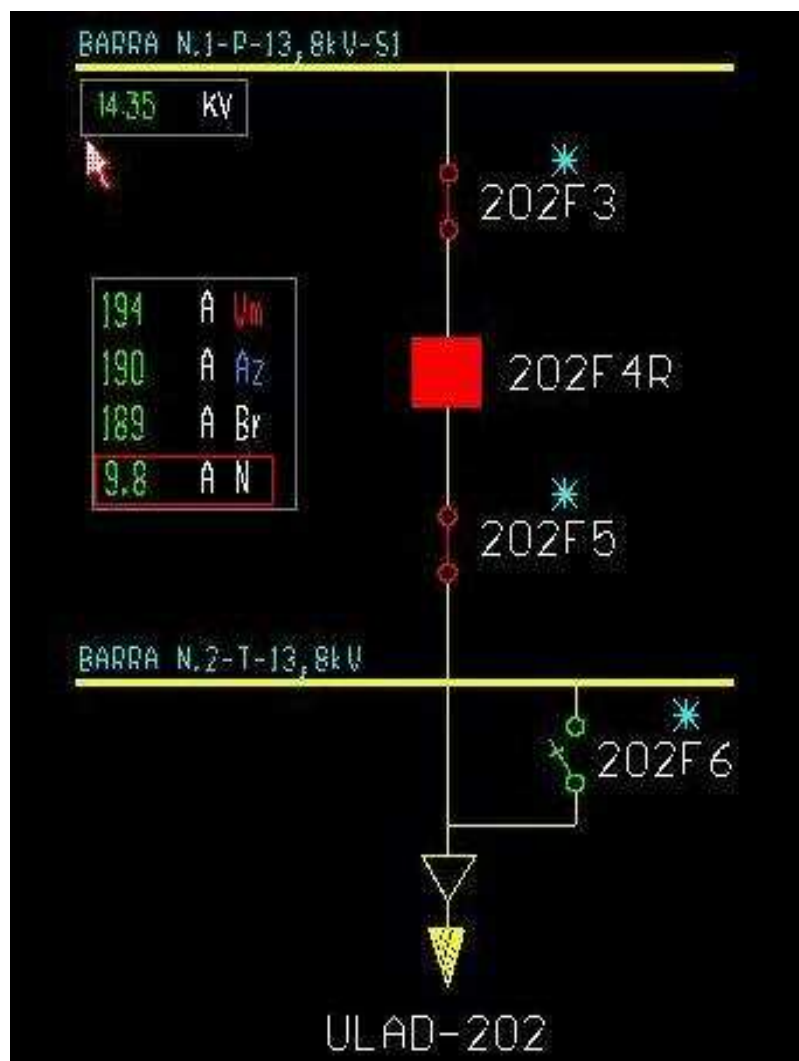 BARRA N.1-P-13,8kV-S1
14.35 KV
202F3
194 A Vm
190 A Az
189 A Br
9.8 A N
202F4R
202F5
BARRA N.2-T-13,8kV
202F6
ULAD-202